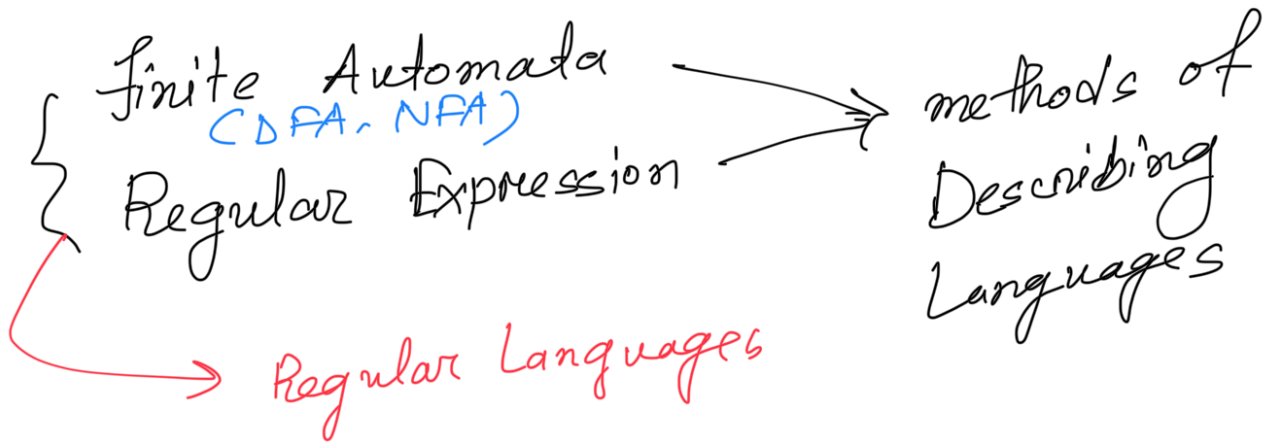 finite Automata
(DFA, NFA)
Regular Expression
methods of
Describing
Languages
Regular Languages